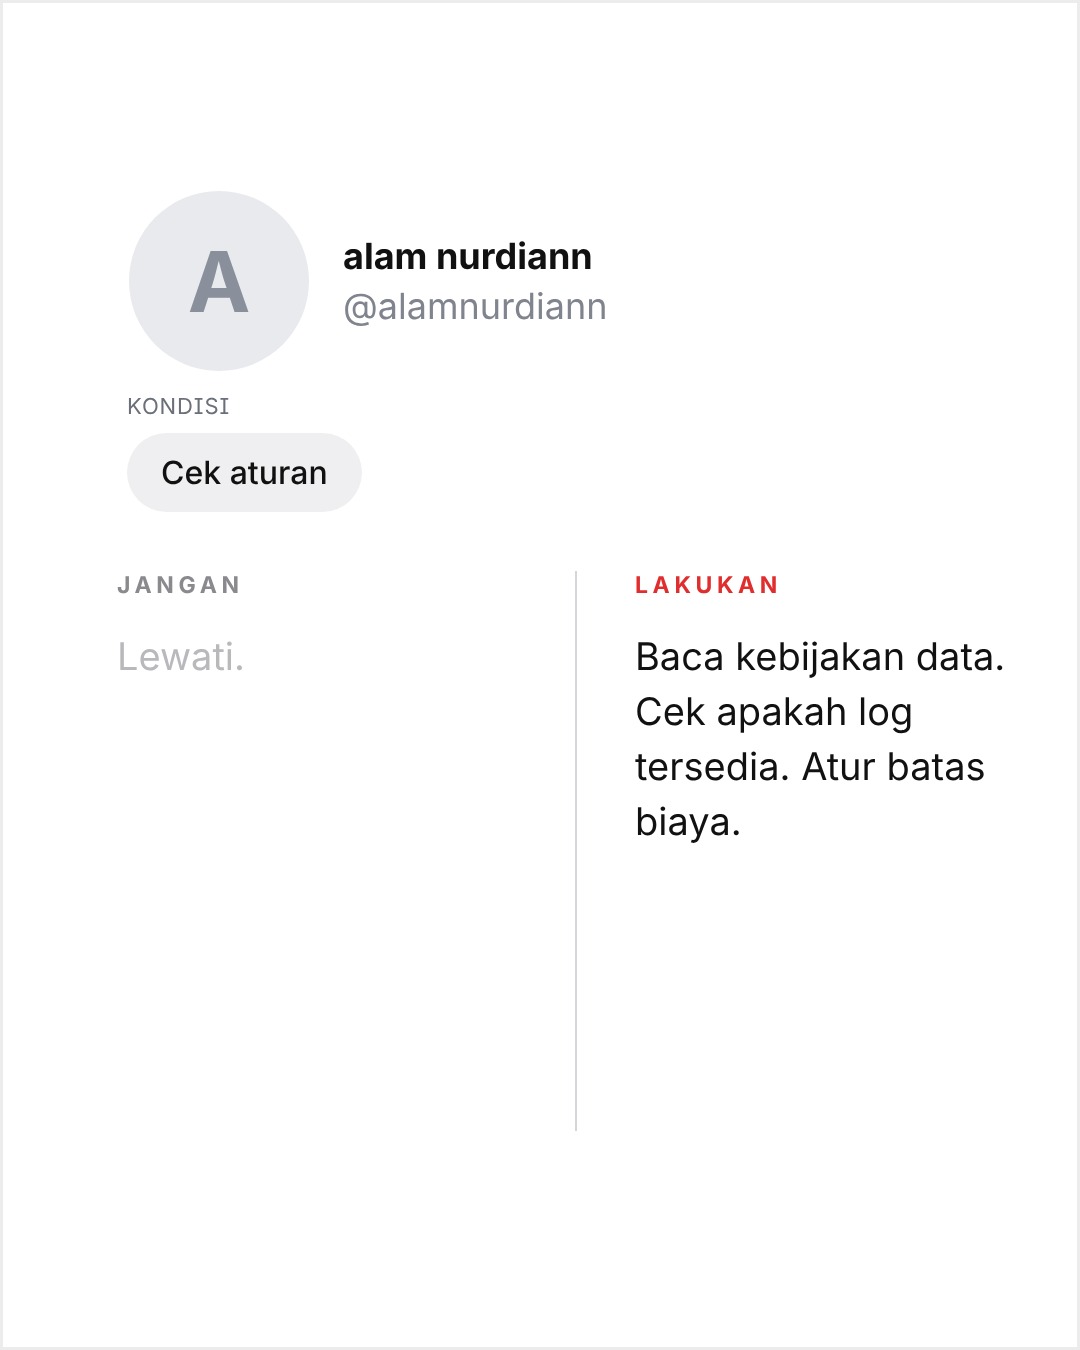 A
alam nurdiann
@alamnurdiann
KONDISI
Cek aturan
JANGAN
Lewati.
LAKUKAN
Baca kebijakan data.
Cek apakah log
tersedia. Atur batas
biaya.